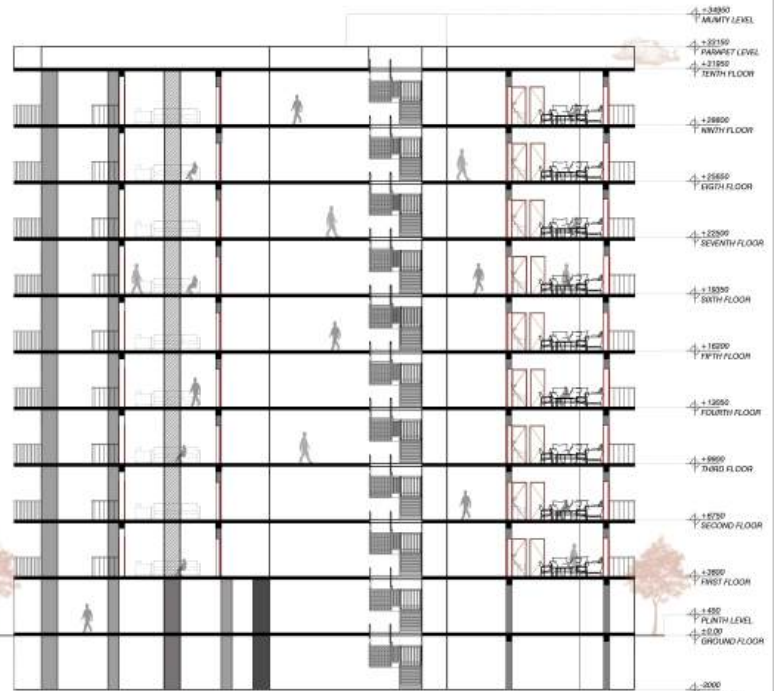 +34950
MUMTY LEVEL
+33150
PARAPET LEVEL
+31950
TENTH FLOOR
+28800
NINTH FLOOR
+25650
EIGTH FLOOR
+22500
SEVENTH FLOOR
+19350
SIXTH FLOOR
+16200
FIFTH FLOOR
+13050
FOURTH FLOOR
+9900
THIRD FLOOR
+6750
SECOND FLOOR
+3600
FIRST FLOOR
+450
PLINTH LEVEL
±0.00
GROUND FLOOR
-3000